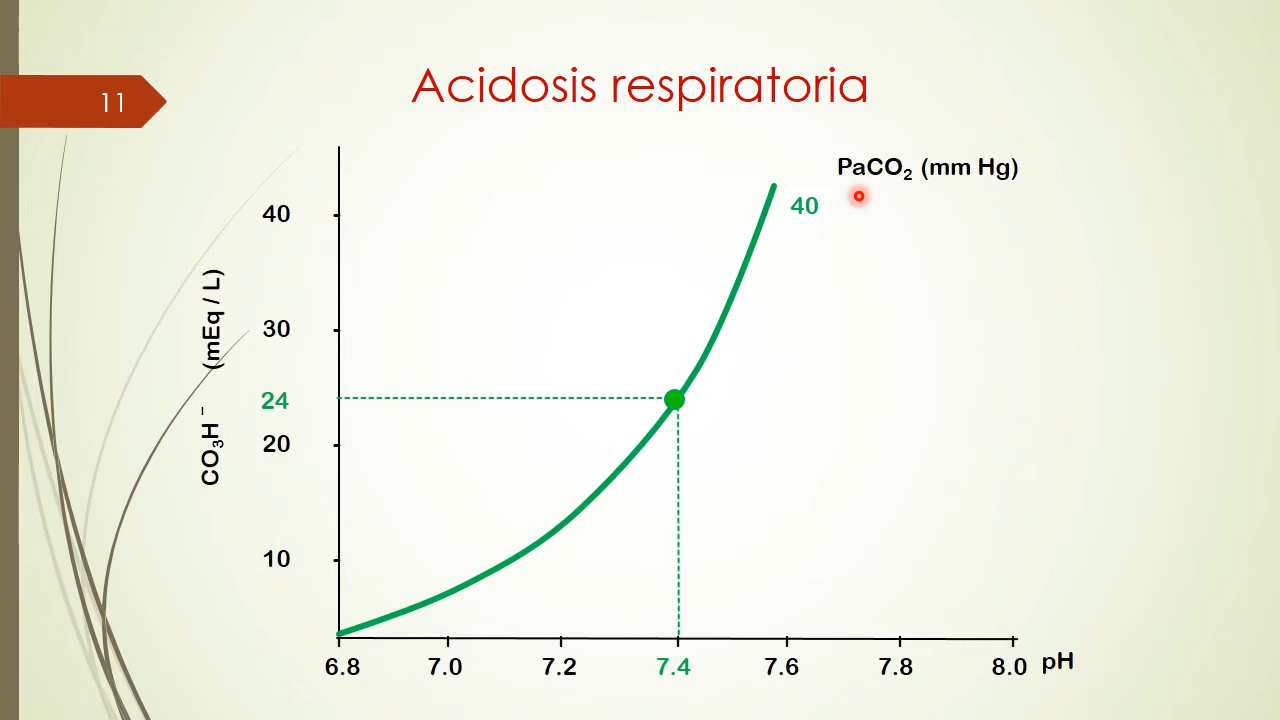 11
Acidosis respiratoria
PaCO₂ (mm Hg)
40
40
30
24
20
10
CO₃H⁻ (mEq / L)
6.8 7.0 7.2 7.4 7.6 7.8 8.0 pH